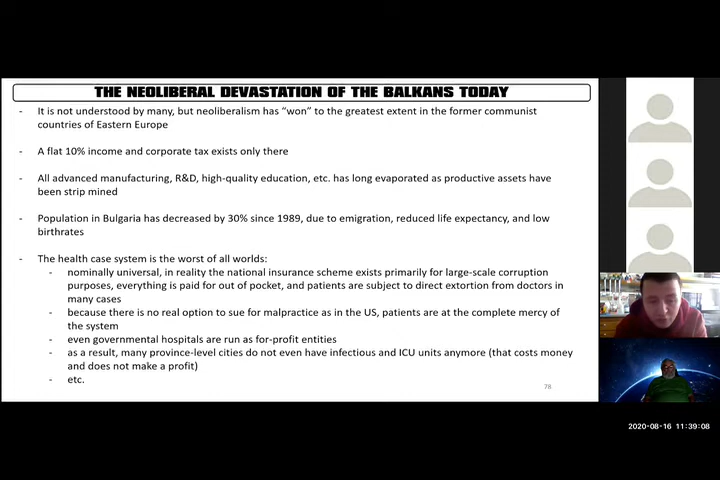 THE NEOLIBERAL DEVASTATION OF THE BALKANS TODAY
- It is not understood by many, but neoliberalism has “won” to the greatest extent in the former communist
countries of Eastern Europe
- A flat 10% income and corporate tax exists only there
- All advanced manufacturing, R&D, high-quality education, etc. has long evaporated as productive assets have
been strip mined
- Population in Bulgaria has decreased by 30% since 1989, due to emigration, reduced life expectancy, and low
birthrates
- The health case system is the worst of all worlds:
- nominally universal, in reality the national insurance scheme exists primarily for large-scale corruption
purposes, everything is paid for out of pocket, and patients are subject to direct extortion from doctors in
many cases
- because there is no real option to sue for malpractice as in the US, patients are at the complete mercy of
the system
- even governmental hospitals are run as for-profit entities
- as a result, many province-level cities do not even have infectious and ICU units anymore (that costs money
and does not make a profit)
- etc.
78
2020-08-16 11:39:08